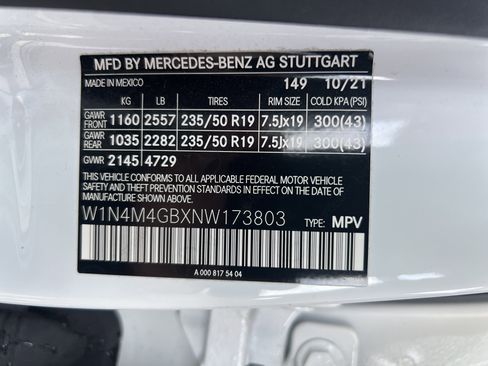 MFD BY MERCEDES-BENZ AG STUTTGART
MADE IN MEXICO 149 10/21
KG LB TIRES RIM SIZE COLD KPA (PSI)
GAWR FRONT 1160 2557 235/50 R19 7.5Jx19 300(43)
GAWR REAR 1035 2282 235/50 R19 7.5Jx19 300(43)
GVWR 2145 4729
THIS VEHICLE CONFORMS TO ALL APPLICABLE FEDERAL MOTOR VEHICLE
SAFETY AND THEFT PREVENTION STANDARDS IN EFFECT
ON THE DATE OF MANUFACTURE SHOWN ABOVE.
W1N4M4GBXNW173803 TYPE: MPV
A 000 817 54 04